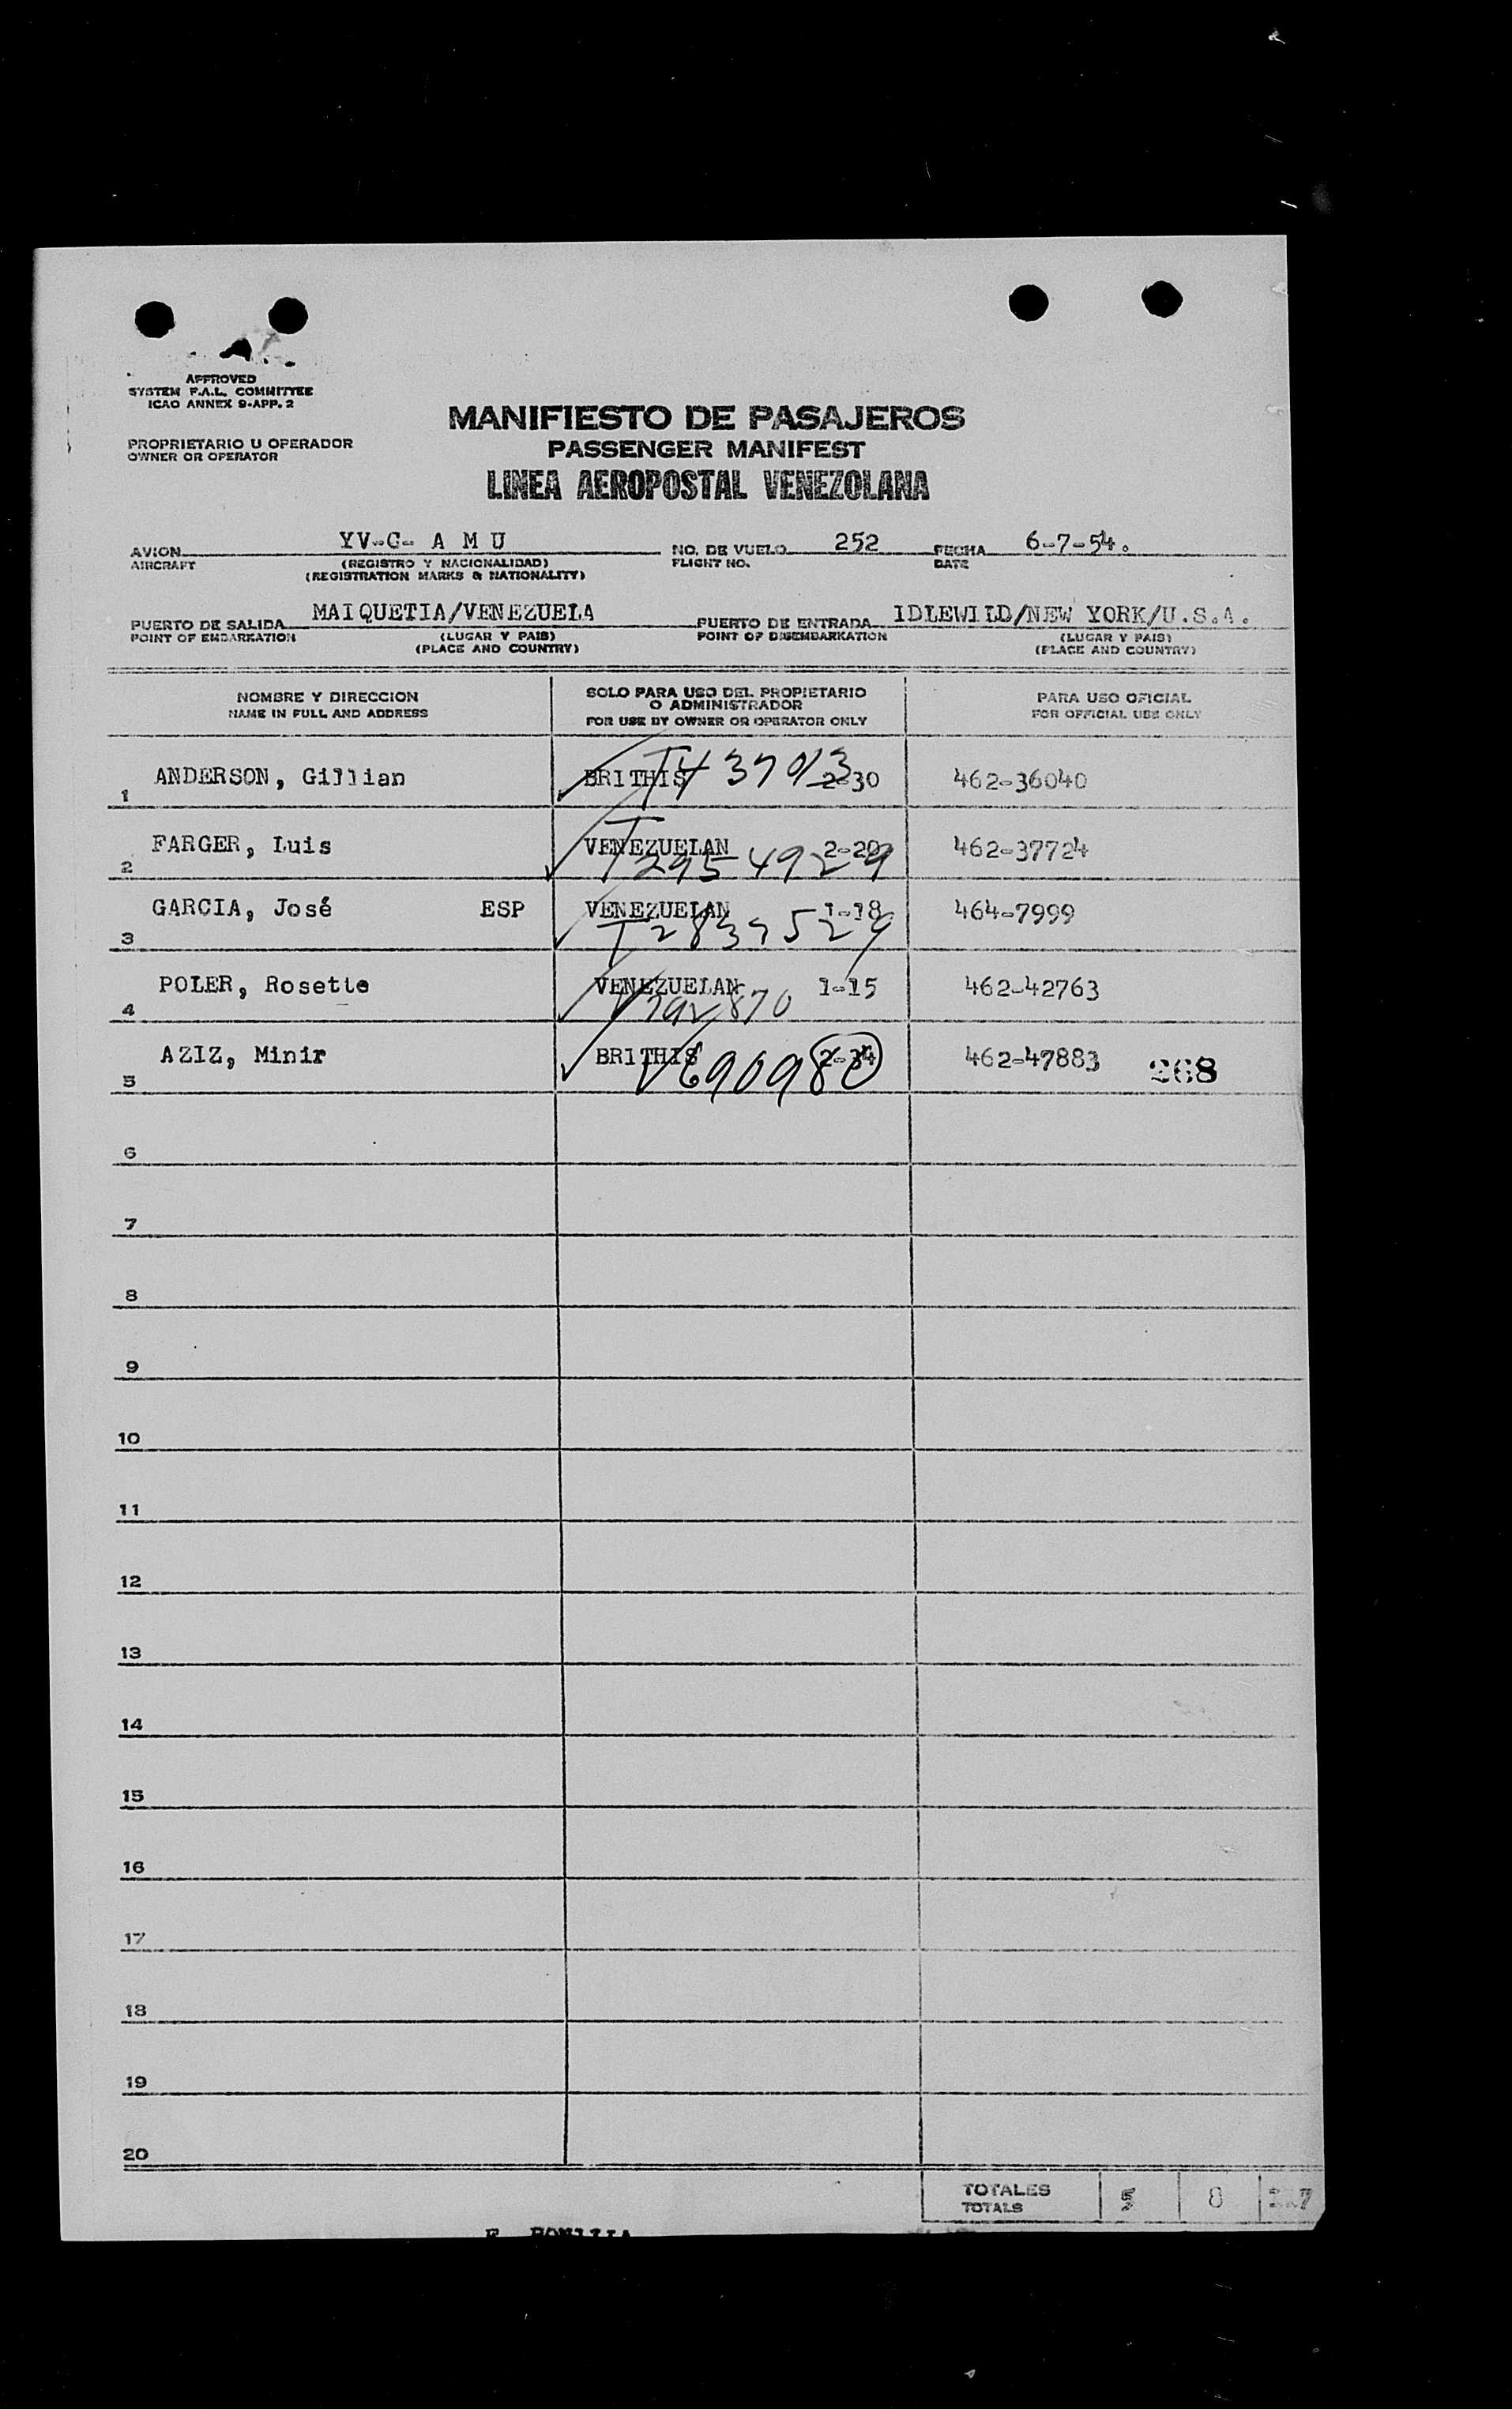 APPROVED
SYSTEM F.A.L. COMMITTEE
ICAO ANNEX 9-APP. 2
MANIFIESTO DE PASAJEROS
PROPRIETARIO U OPERADOR
OWNER OR OPERATOR
PASSENGER MANIFEST
LINEA AEROPOSTAL VENEZOLANA
AVION YV-C- A M U NO. DE VUELO 252 FECHA 6-7-54.
AIRCRAFT (REGISTRO Y NACIONALIDAD) FLIGHT NO. DATE
(REGISTRATION MARKS & NATIONALITY)
PUERTO DE SALIDA MAIQUETIA/VENEZUELA PUERTO DE ENTRADA IDLEWILD/NEW YORK/U.S.A.
POINT OF EMBARKATION (LUGAR Y PAIS) POINT OF DISEMBARKATION (LUGAR Y PAIS)
(PLACE AND COUNTRY) (PLACE AND COUNTRY)
NOMBRE Y DIRECCION SOLO PARA USO DEL PROPIETARIO PARA USO OFICIAL
O ADMINISTRADOR
NAME IN FULL AND ADDRESS FOR USE BY OWNER OR OPERATOR ONLY FOR OFFICIAL USE ONLY
1 ANDERSON, Gillian BRITHIS 2-30 462-36040
T437013
2 FARGER, Luis VENEZUELAN 2-20 462-37724
T2954929
3 GARCIA, José ESP VENEZUELAN 1-18 464-7999
T2837529
4 POLER, Rosette VENEZUELAN 1-15 462-42763
V792870
5 AZIZ, Minir BRITHIS 2-34 462-47883 268
V690980
6
7
8
9
10
11
12
13
14
15
16
17
18
19
20
TOTALES 5 8
TOTALS